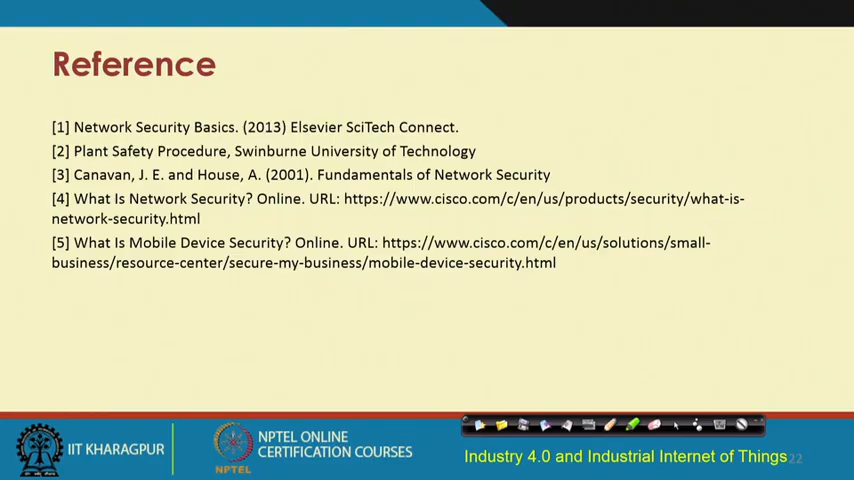 Reference
[1] Network Security Basics. (2013) Elsevier SciTech Connect.
[2] Plant Safety Procedure, Swinburne University of Technology
[3] Canavan, J. E. and House, A. (2001). Fundamentals of Network Security
[4] What Is Network Security? Online. URL: https://www.cisco.com/c/en/us/products/security/what-is-
network-security.html
[5] What Is Mobile Device Security? Online. URL: https://www.cisco.com/c/en/us/solutions/small-
business/resource-center/secure-my-business/mobile-device-security.html
IIT KHARAGPUR
NPTEL
NPTEL ONLINE
CERTIFICATION COURSES
Industry 4.0 and Industrial Internet of Things
22